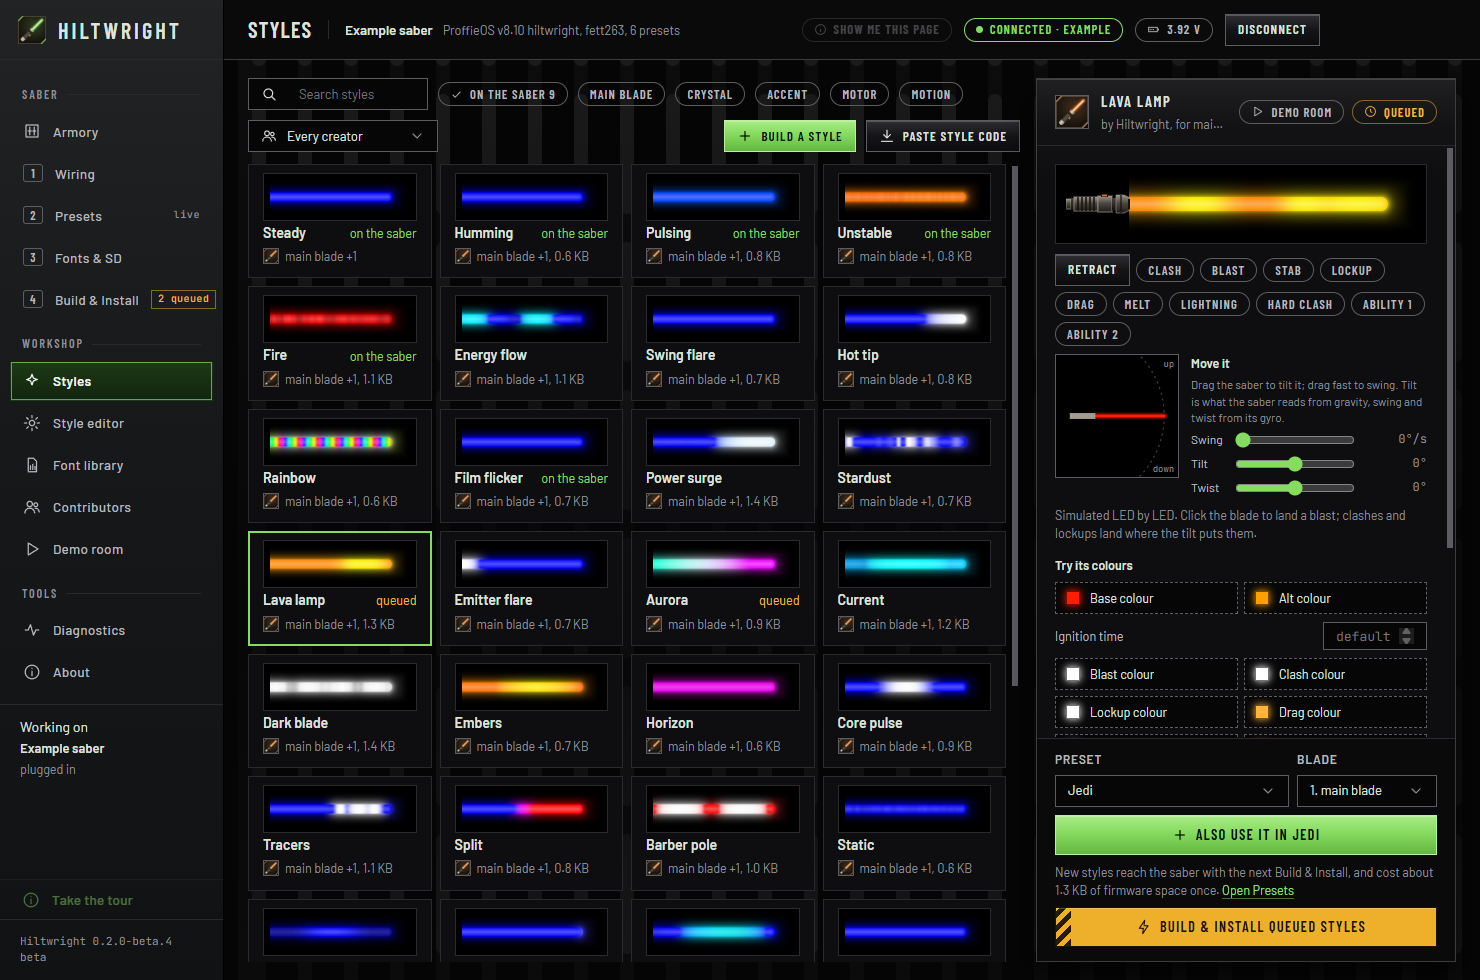 HILTWRIGHT
SABER
Armory
1 Wiring
2 Presets live
3 Fonts & SD
4 Build & Install 2 queued
WORKSHOP
Styles
Style editor
Font library
Contributors
Demo room
TOOLS
Diagnostics
About
Working on
Example saber
plugged in
Take the tour
Hiltwright 0.2.0-beta.4
beta
STYLES Example saber ProffieOS v8.10 hiltwright, fett263, 6 presets
SHOW ME THIS PAGE CONNECTED · EXAMPLE 3.92 V DISCONNECT
Search styles ON THE SABER 9 MAIN BLADE CRYSTAL ACCENT MOTOR MOTION
Every creator BUILD A STYLE PASTE STYLE CODE
Steady on the saber Humming on the saber Pulsing on the saber Unstable on the saber
main blade +1 main blade +1, 0.6 KB main blade +1, 0.8 KB main blade +1, 0.8 KB
Fire on the saber Energy flow Swing flare Hot tip
main blade +1, 1.1 KB main blade +1, 1.1 KB main blade +1, 0.7 KB main blade +1, 0.8 KB
Rainbow Film flicker on the saber Power surge Stardust
main blade +1, 0.6 KB main blade +1, 0.7 KB main blade +1, 1.4 KB main blade +1, 0.7 KB
Lava lamp queued Emitter flare Aurora queued Current
main blade +1, 1.3 KB main blade +1, 0.7 KB main blade +1, 0.9 KB main blade +1, 1.2 KB
Dark blade Embers Horizon Core pulse
main blade +1, 1.4 KB main blade +1, 0.7 KB main blade +1, 0.6 KB main blade +1, 0.9 KB
Tracers Split Barber pole Static
main blade +1, 1.1 KB main blade +1, 0.8 KB main blade +1, 1.0 KB main blade +1, 0.6 KB
LAVA LAMP
by Hiltwright, for mai...
DEMO ROOM QUEUED
RETRACT CLASH BLAST STAB LOCKUP
DRAG MELT LIGHTNING HARD CLASH ABILITY 1
ABILITY 2
up
down
Move it
Drag the saber to tilt it; drag fast to swing. Tilt
is what the saber reads from gravity, swing and
twist from its gyro.
Swing 0°/s
Tilt 0°
Twist 0°
Simulated LED by LED. Click the blade to land a blast; clashes and
lockups land where the tilt puts them.
Try its colours
Base colour Alt colour
Ignition time default
Blast colour Clash colour
Lockup colour Drag colour
PRESET BLADE
Jedi 1. main blade
ALSO USE IT IN JEDI
New styles reach the saber with the next Build & Install, and cost about
1.3 KB of firmware space once. Open Presets
BUILD & INSTALL QUEUED STYLES